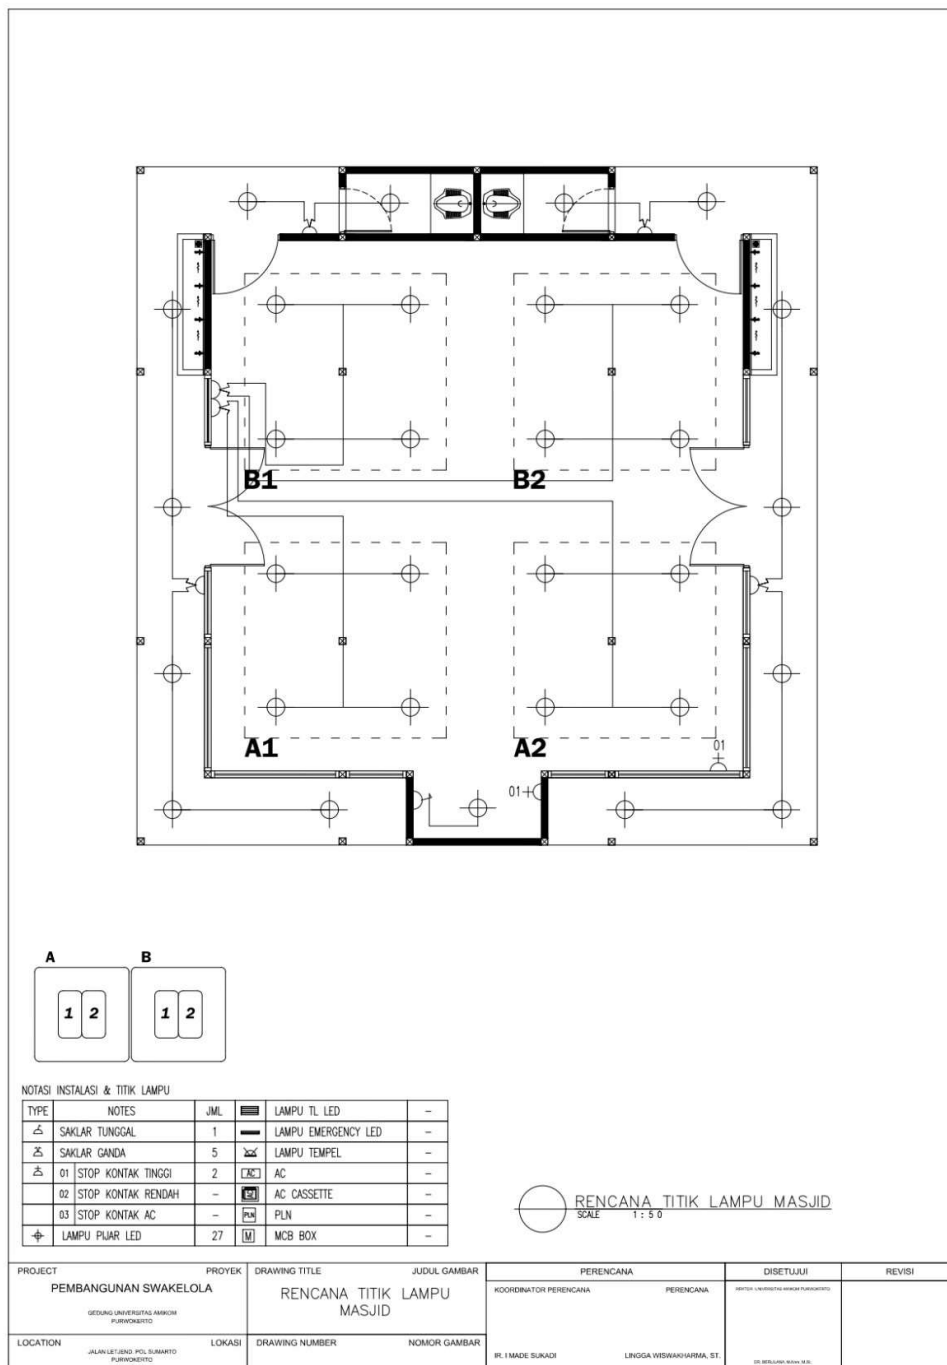 B1
B2
A1
A2
01
01
A
B
1 2
1 2
NOTASI INSTALASI & TITIK LAMPU
TYPE NOTES JML LAMPU TL LED –
SAKLAR TUNGGAL 1 LAMPU EMERGENCY LED –
SAKLAR GANDA 5 LAMPU TEMPEL –
01 STOP KONTAK TINGGI 2 AC AC –
02 STOP KONTAK RENDAH – AC CASSETTE –
03 STOP KONTAK AC – PLN PLN –
LAMPU PIJAR LED 27 M MCB BOX –
RENCANA TITIK LAMPU MASJID
SCALE 1 : 5 0
PROJECT PROYEK
PEMBANGUNAN SWAKELOLA
GEDUNG UNIVERSITAS AMIKOM
PURWOKERTO
LOCATION LOKASI
JALAN LETJEND. POL SUMARTO
PURWOKERTO
DRAWING TITLE JUDUL GAMBAR
RENCANA TITIK LAMPU
MASJID
DRAWING NUMBER NOMOR GAMBAR
PERENCANA
KOORDINATOR PERENCANA PERENCANA
IR. I MADE SUKADI LINGGA WISWAKHARMA, ST.
DISETUJUI
REKTOR UNIVERSITAS AMIKOM PURWOKERTO
REVISI